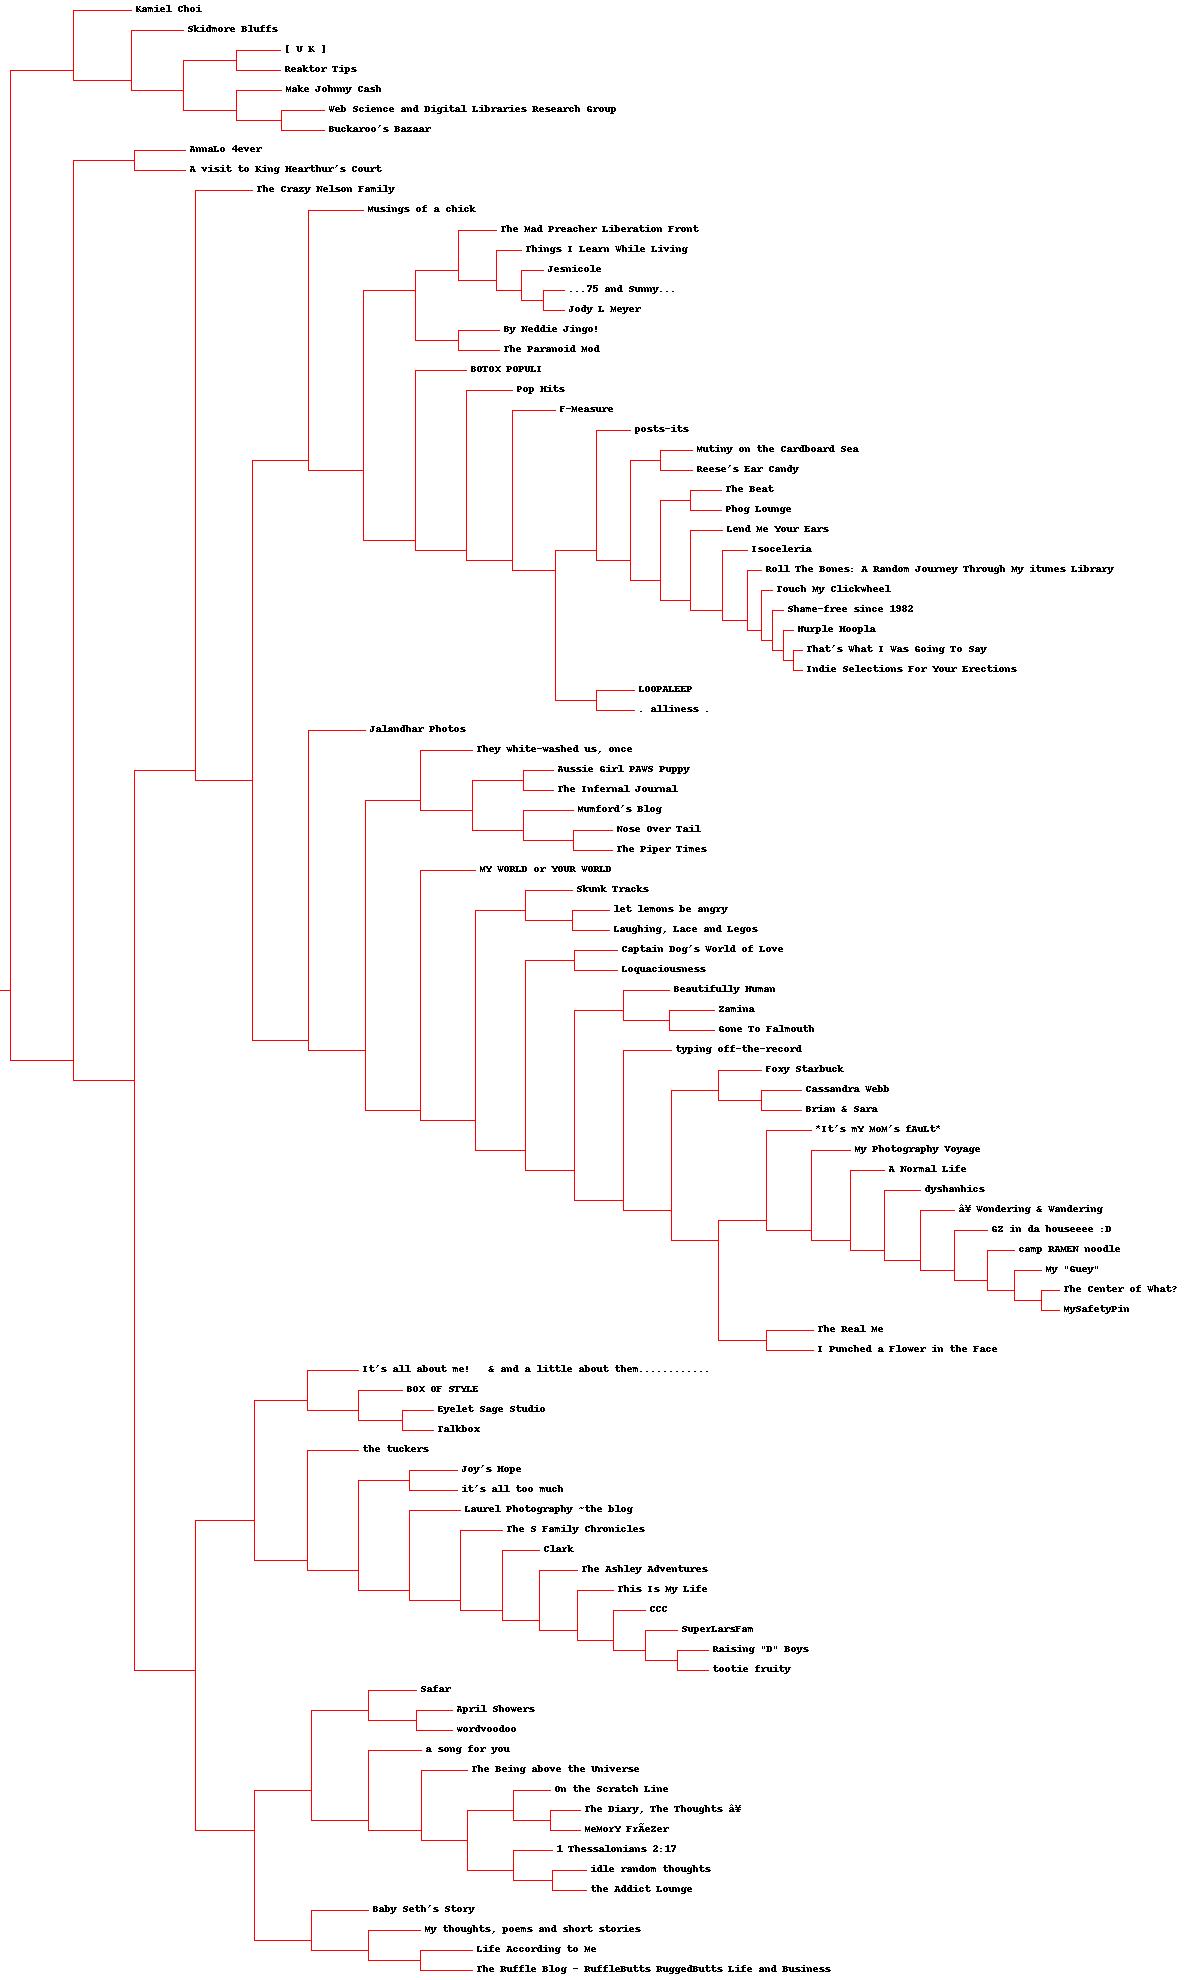 Kamiel Choi
Skidmore Bluffs
[ U K ]
Reaktor Tips
Make Johnny Cash
Web Science and Digital Libraries Research Group
Buckaroo's Bazaar
AnnaLo 4ever
A visit to King Hearthur's Court
The Crazy Nelson Family
Musings of a chick
The Mad Preacher Liberation Front
Things I Learn While Living
Jesnicole
...75 and Sunny...
Jody L Meyer
By Neddie Jingo!
The Paranoid Mod
BOTOX POPULI
Pop Hits
F-Measure
posts-its
Mutiny on the Cardboard Sea
Reese's Ear Candy
The Beat
Phog Lounge
Lend Me Your Ears
Isoceleria
Roll The Bones: A Random Journey Through My itunes Library
Touch My Clickwheel
Shame-free since 1982
Hurple Hoopla
That's What I Was Going To Say
Indie Selections For Your Erections
LOOPALEEP
. alliness .
Jalandhar Photos
They white-washed us, once
Aussie Girl PAWS Puppy
The Infernal Journal
Mumford's Blog
Nose Over Tail
The Piper Times
MY WORLD or YOUR WORLD
Skunk Tracks
let lemons be angry
Laughing, Lace and Legos
Captain Dog's World of Love
Loquaciousness
Beautifully Human
Zamina
Gone To Falmouth
typing off-the-record
Foxy Starbuck
Cassandra Webb
Brian & Sara
*It's mY MoM's fAuLt*
My Photography Voyage
A Normal Life
dyshanhics
â¥ Wondering & Wandering
GZ in da houseeee :D
camp RAMEN noodle
My "Guey"
The Center of What?
MySafetyPin
The Real Me
I Punched a Flower in the Face
It's all about me!   & and a little about them............
BOX OF STYLE
Eyelet Sage Studio
Talkbox
the tuckers
Joy's Hope
it's all too much
Laurel Photography ~the blog
The S Family Chronicles
Clark
The Ashley Adventures
This Is My Life
CCC
SuperLarsFam
Raising "D" Boys
tootie fruity
Safar
April Showers
wordvoodoo
a song for you
The Being above the Universe
On the Scratch Line
The Diary, The Thoughts â¥
MeMorY FrÃeZer
1 Thessalonians 2:17
idle random thoughts
the Addict Lounge
Baby Seth's Story
My thoughts, poems and short stories
Life According to Me
The Ruffle Blog - RuffleButts RuggedButts Life and Business